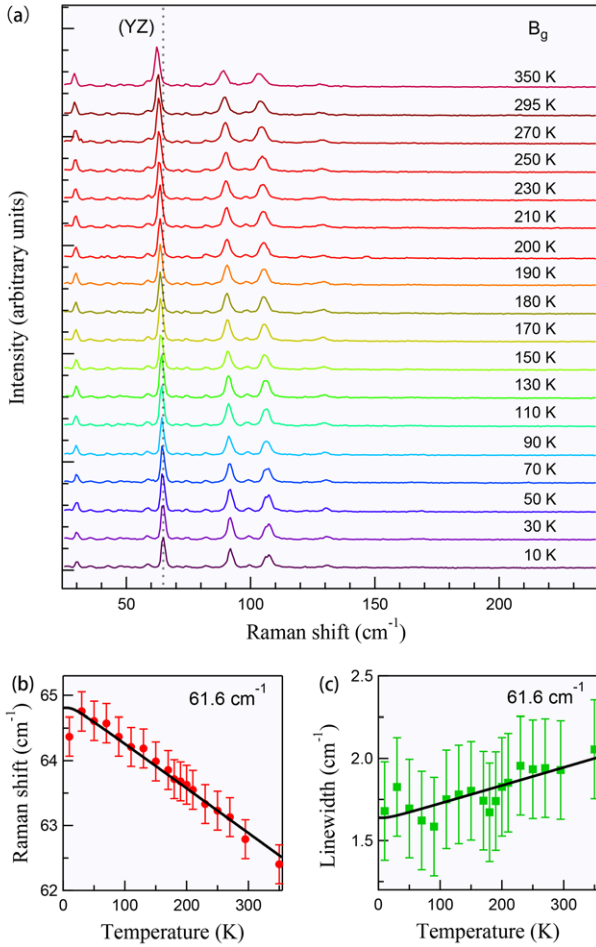 (a)
(YZ)
B_g
350 K
295 K
270 K
250 K
230 K
210 K
200 K
190 K
180 K
170 K
150 K
130 K
110 K
90 K
70 K
50 K
30 K
10 K
Intensity (arbitrary units)
50 100 150 200
Raman shift (cm⁻¹)
(b)
61.6 cm⁻¹
65
64
63
62
Raman shift (cm⁻¹)
0 100 200 300
Temperature (K)
(c)
61.6 cm⁻¹
2.5
2.0
1.5
1.0
Linewidth (cm⁻¹)
0 100 200 300
Temperature (K)